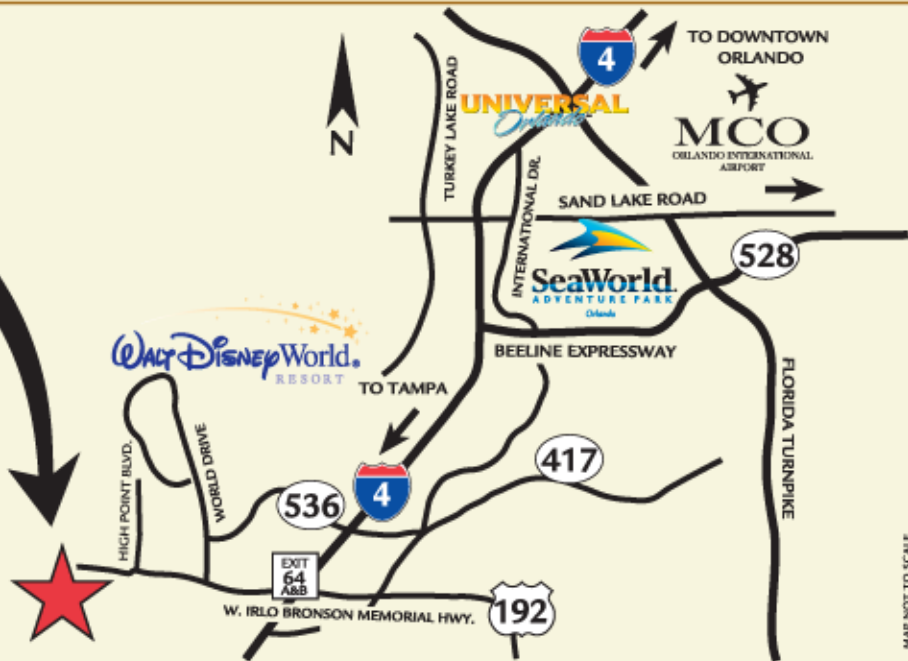 4
TO DOWNTOWN
ORLANDO
TURKEY LAKE ROAD
UNIVERSAL
Orlando
MCO
ORLANDO INTERNATIONAL
AIRPORT
N
INTERNATIONAL DR.
SAND LAKE ROAD
528
SeaWorld
ADVENTURE PARK
Orlando
WALT DISNEY World.
RESORT
BEELINE EXPRESSWAY
TO TAMPA
FLORIDA TURNPIKE
HIGH POINT BLVD.
WORLD DRIVE
417
536
4
EXIT
64
A&B
W. IRLO BRONSON MEMORIAL HWY.
192
MAP NOT TO SCALE